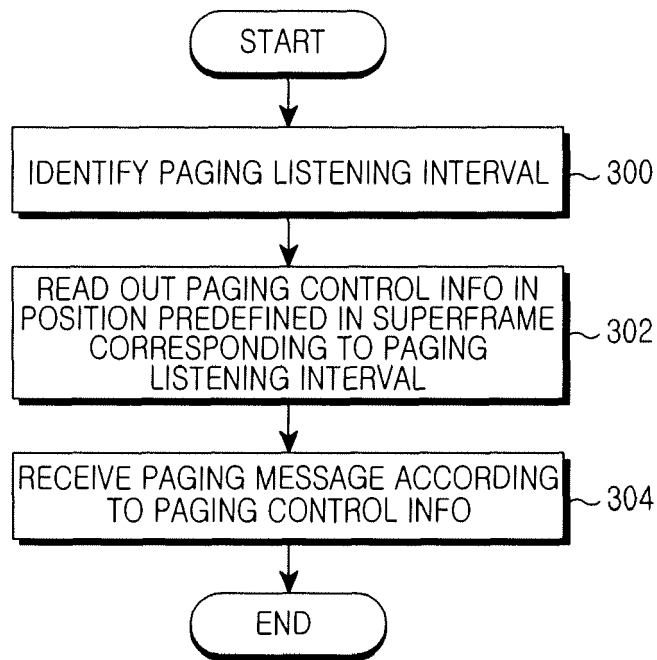 START
IDENTIFY PAGING LISTENING INTERVAL
300
READ OUT PAGING CONTROL INFO IN
POSITION PREDEFINED IN SUPERFRAME
CORRESPONDING TO PAGING
LISTENING INTERVAL
302
RECEIVE PAGING MESSAGE ACCORDING
TO PAGING CONTROL INFO
304
END